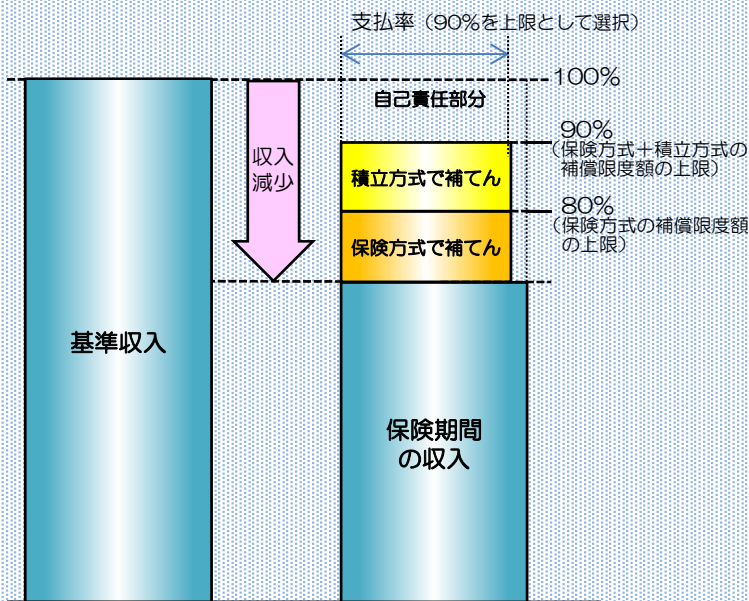 支払率（90%を上限として選択）
100%
自己責任部分
90%
（保険方式＋積立方式の
補償限度額の上限）
収入
減少
積立方式で補てん
80%
（保険方式の補償限度額
の上限）
保険方式で補てん
基準収入
保険期間
の収入